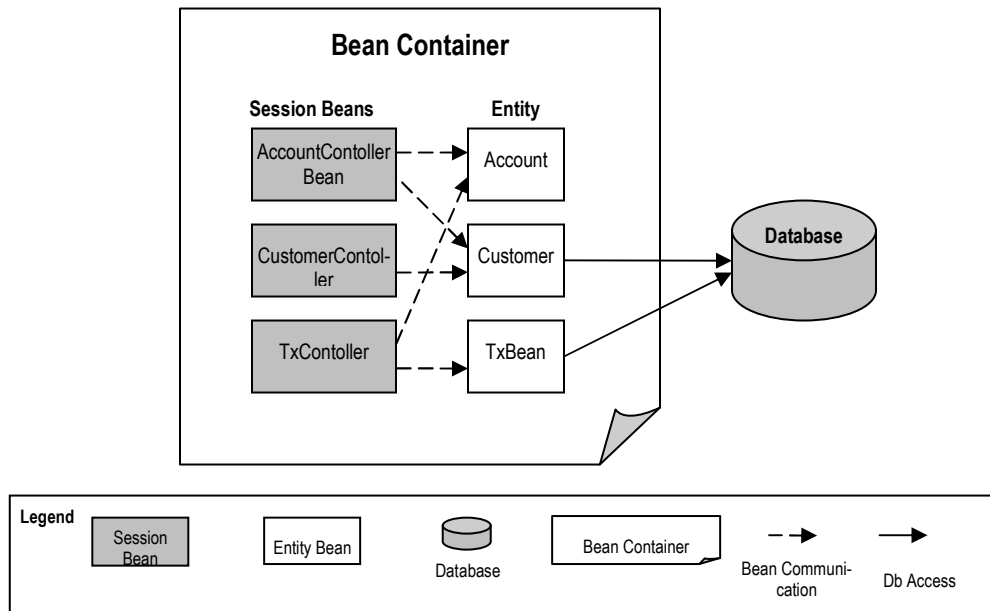 Bean Container
Session Beans
Entity
AccountContoller
Bean
Account
CustomerContol-
ler
Customer
TxContoller
TxBean
Database
Legend
Session
Bean
Entity Bean
Database
Bean Container
Bean Communi-
cation
Db Access